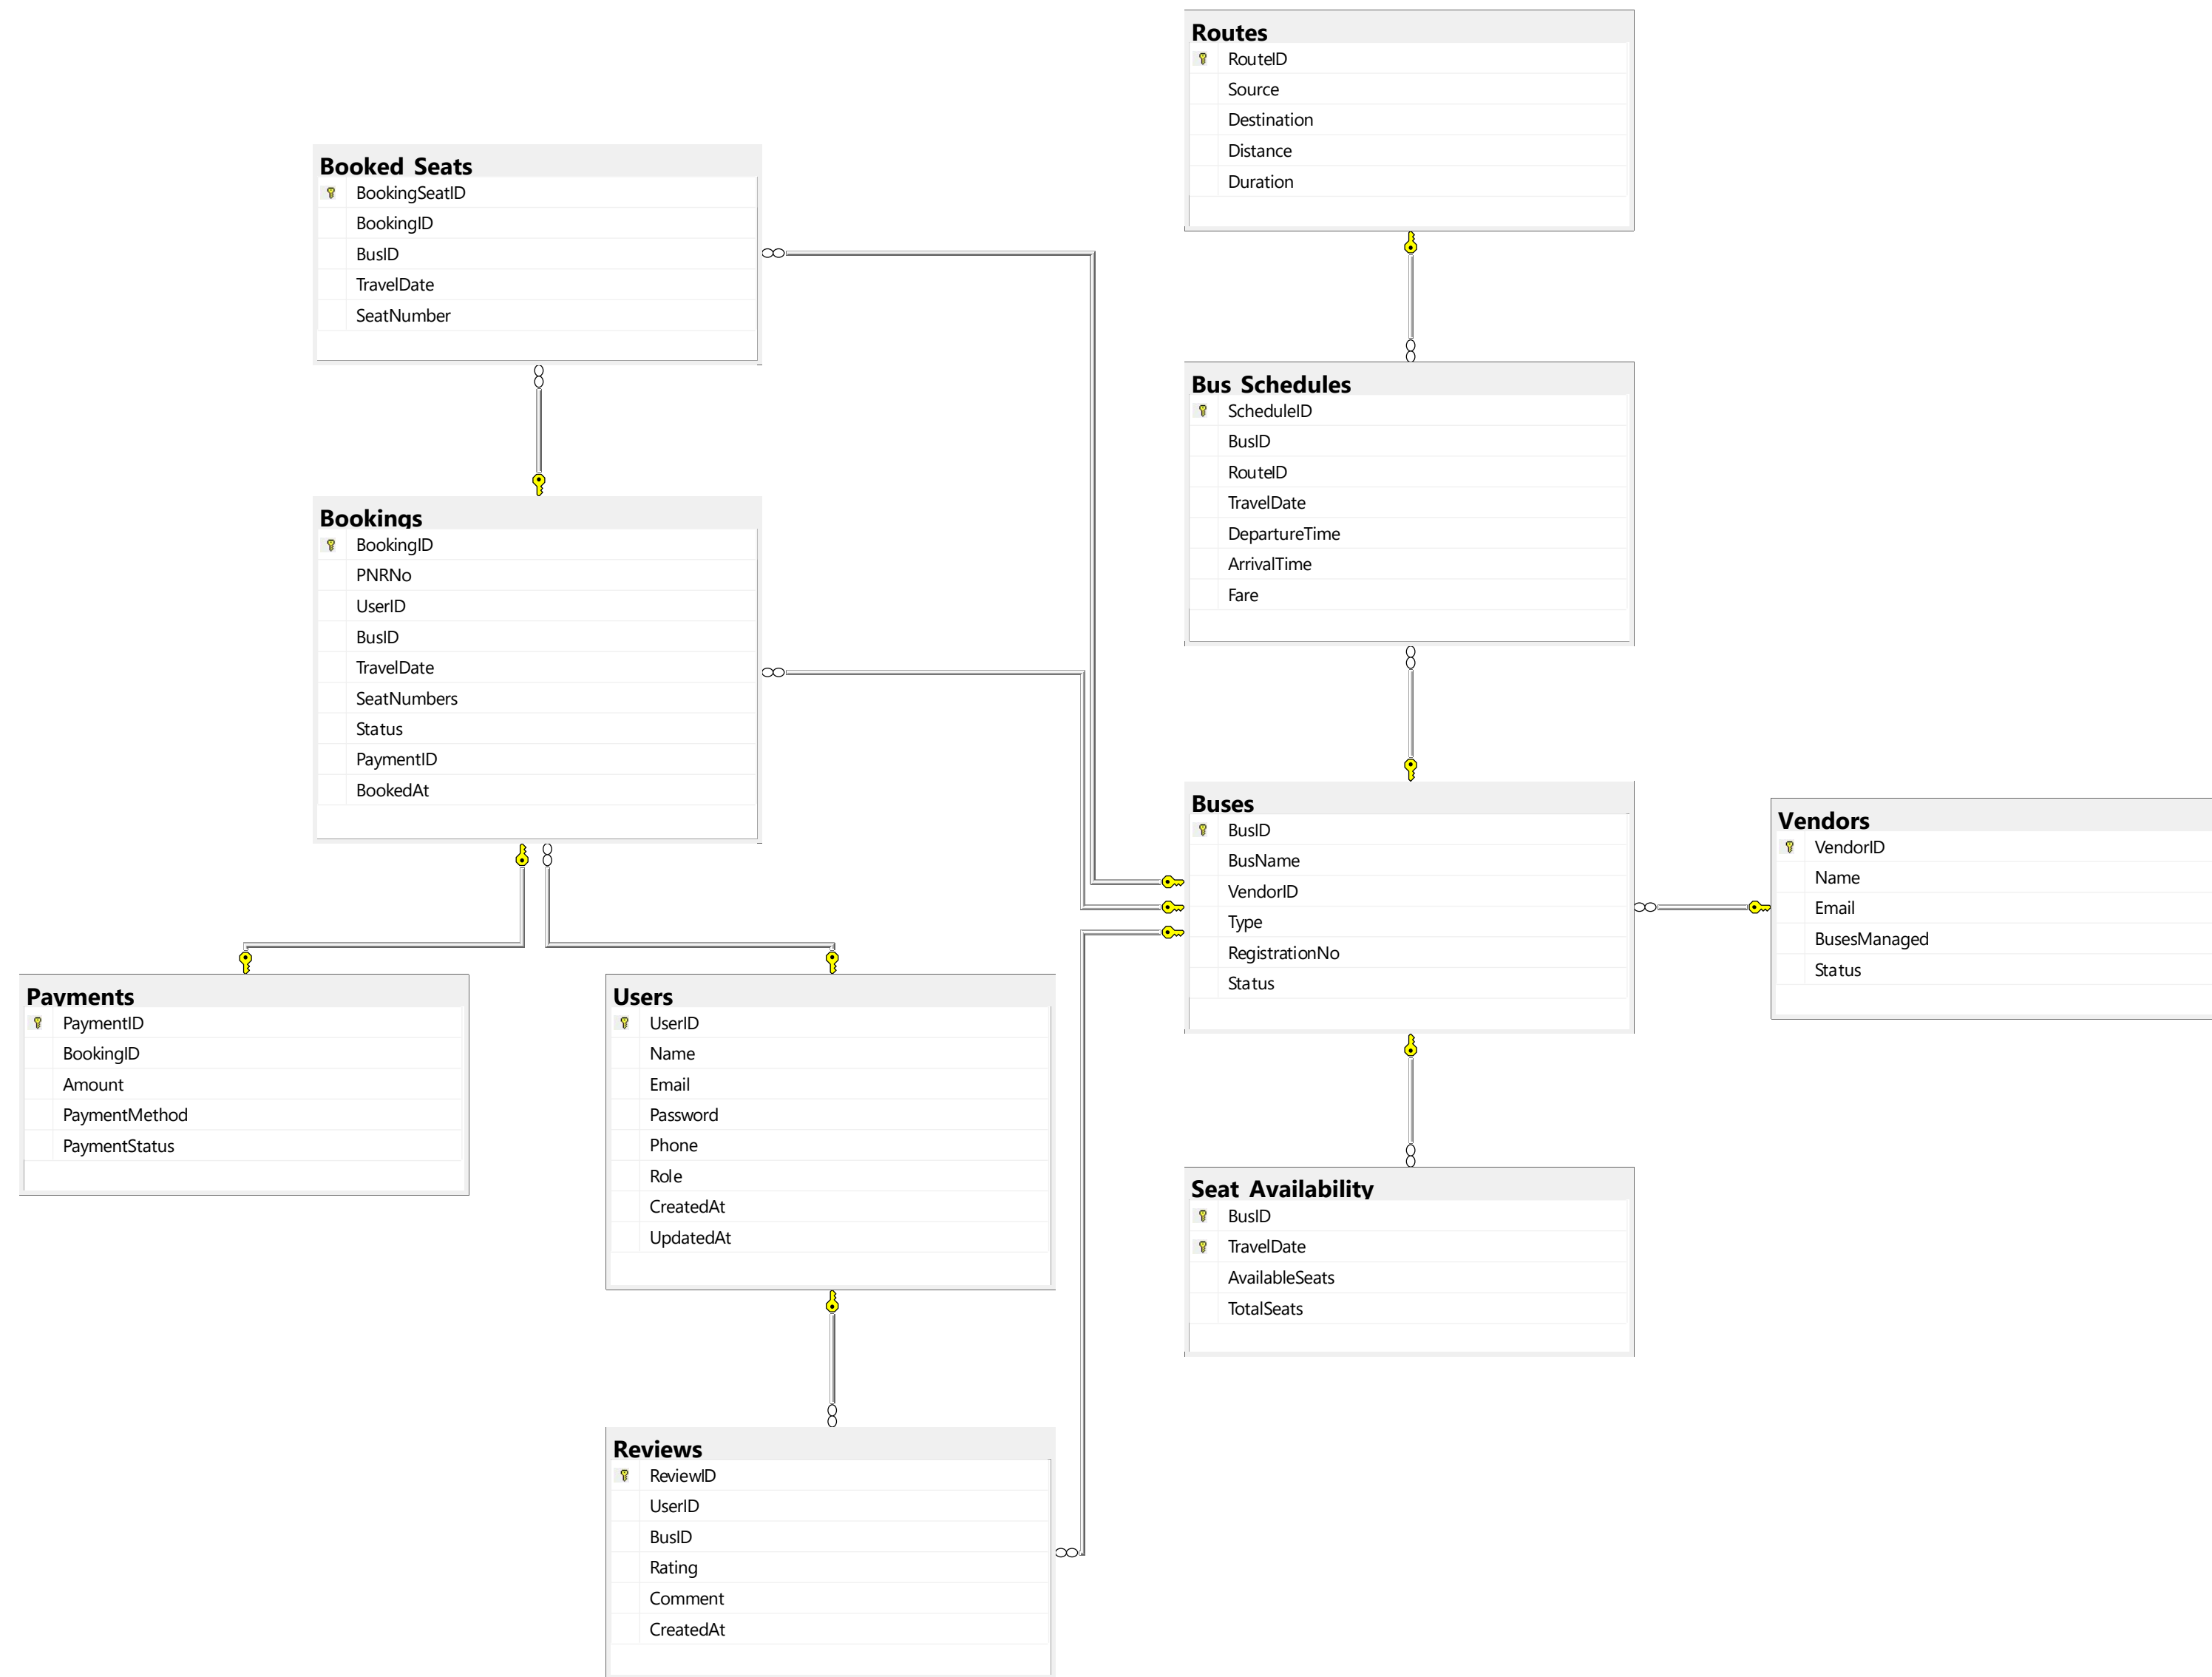 Routes
RouteID
Source
Destination
Distance
Duration
Booked Seats
BookingSeatID
BookingID
BusID
TravelDate
SeatNumber
Bus Schedules
ScheduleID
BusID
RouteID
TravelDate
DepartureTime
ArrivalTime
Fare
Bookings
BookingID
PNRNo
UserID
BusID
TravelDate
SeatNumbers
Status
PaymentID
BookedAt
Buses
BusID
BusName
VendorID
Type
RegistrationNo
Status
Vendors
VendorID
Name
Email
BusesManaged
Status
Payments
PaymentID
BookingID
Amount
PaymentMethod
PaymentStatus
Users
UserID
Name
Email
Password
Phone
Role
CreatedAt
UpdatedAt
Seat Availability
BusID
TravelDate
AvailableSeats
TotalSeats
Reviews
ReviewID
UserID
BusID
Rating
Comment
CreatedAt